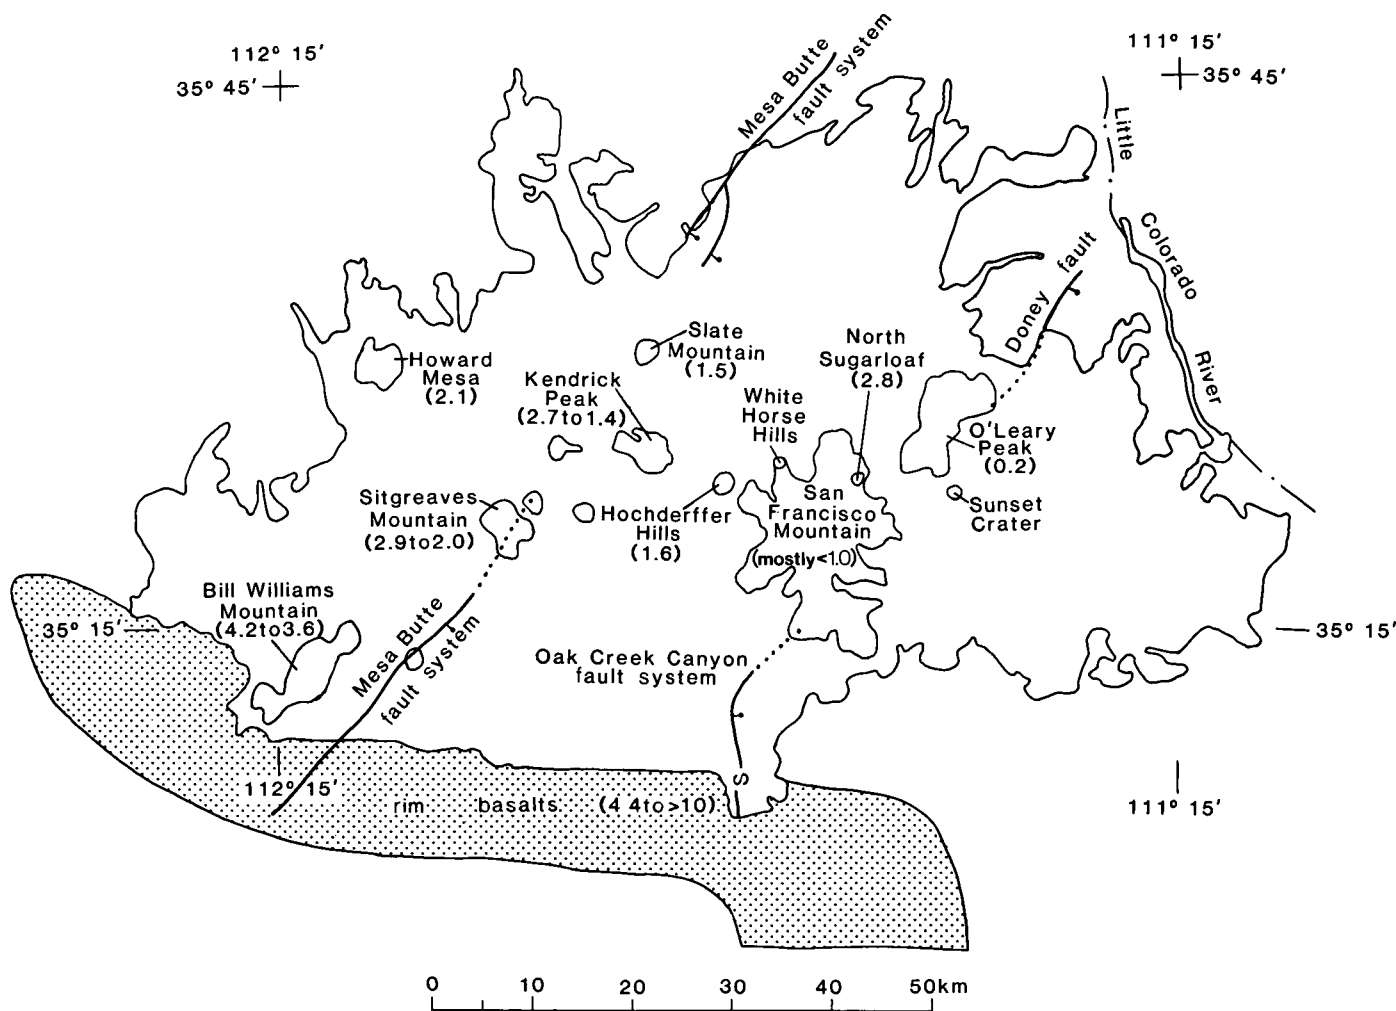 112° 15'
35° 45'
111° 15'
35° 45'
Mesa Butte
fault system
Little
Colorado
River
Doney fault
Slate
Mountain
(1.5)
North
Sugarloaf
(2.8)
Howard
Mesa
(2.1)
Kendrick
Peak
(2.7to1.4)
White
Horse
Hills
O'Leary
Peak
(0.2)
Sitgreaves
Mountain
(2.9to2.0)
Hochderffer
Hills
(1.6)
San
Francisco
Mountain
(mostly<1.0)
Sunset
Crater
Bill Williams
Mountain
(4.2to3.6)
35° 15'
35° 15'
Mesa Butte
fault system
Oak Creek Canyon
fault system
112° 15'
S
rim basalts (4 4to>10)
111° 15'
0 10 20 30 40 50km